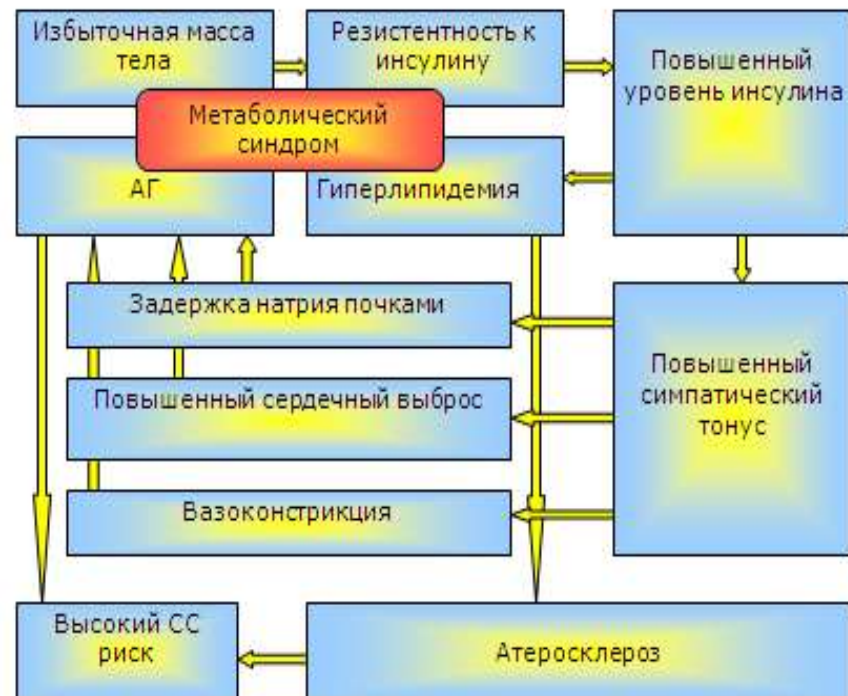 Избыточная масса
тела
Резистентность к
инсулину
Повышенный
уровень инсулина
Метаболический
синдром
АГ
Гиперлипидемия
Задержка натрия почками
Повышенный сердечный выброс
Вазоконстрикция
Повышенный
симпатический
тонус
Высокий СС
риск
Атеросклероз